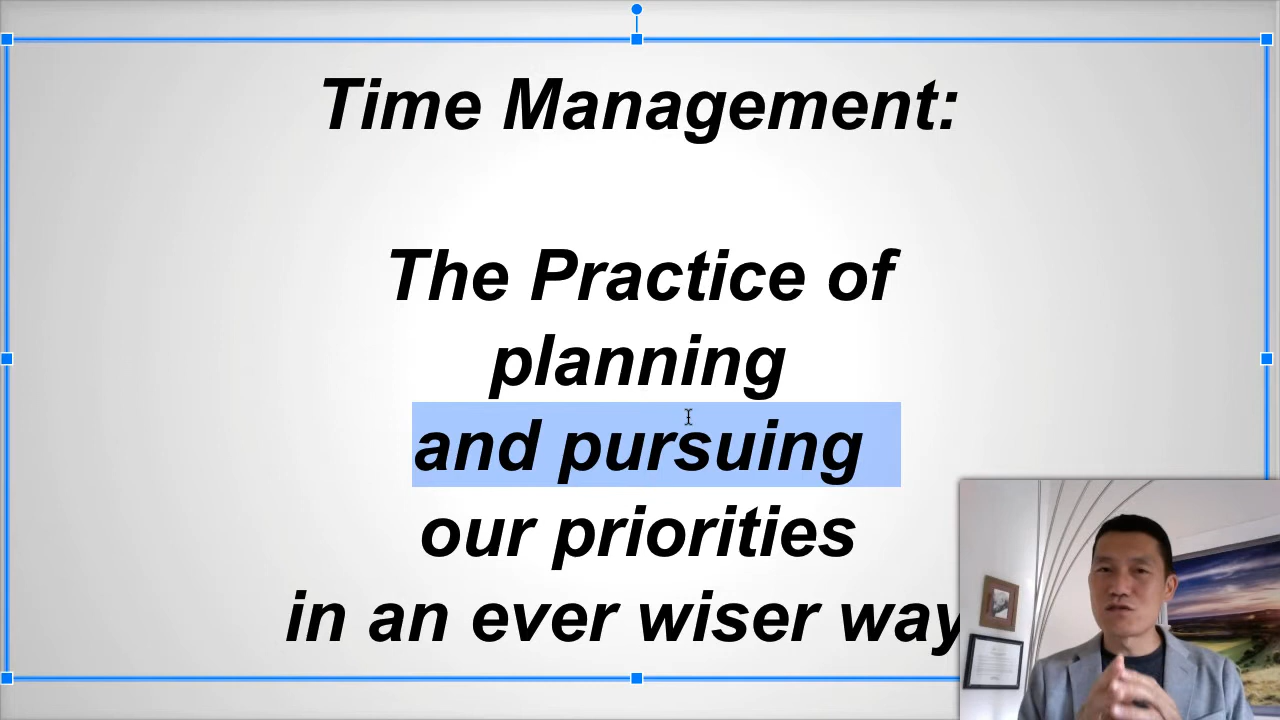 Time Management:
The Practice of
planning
and pursuing
our priorities
in an ever wiser way